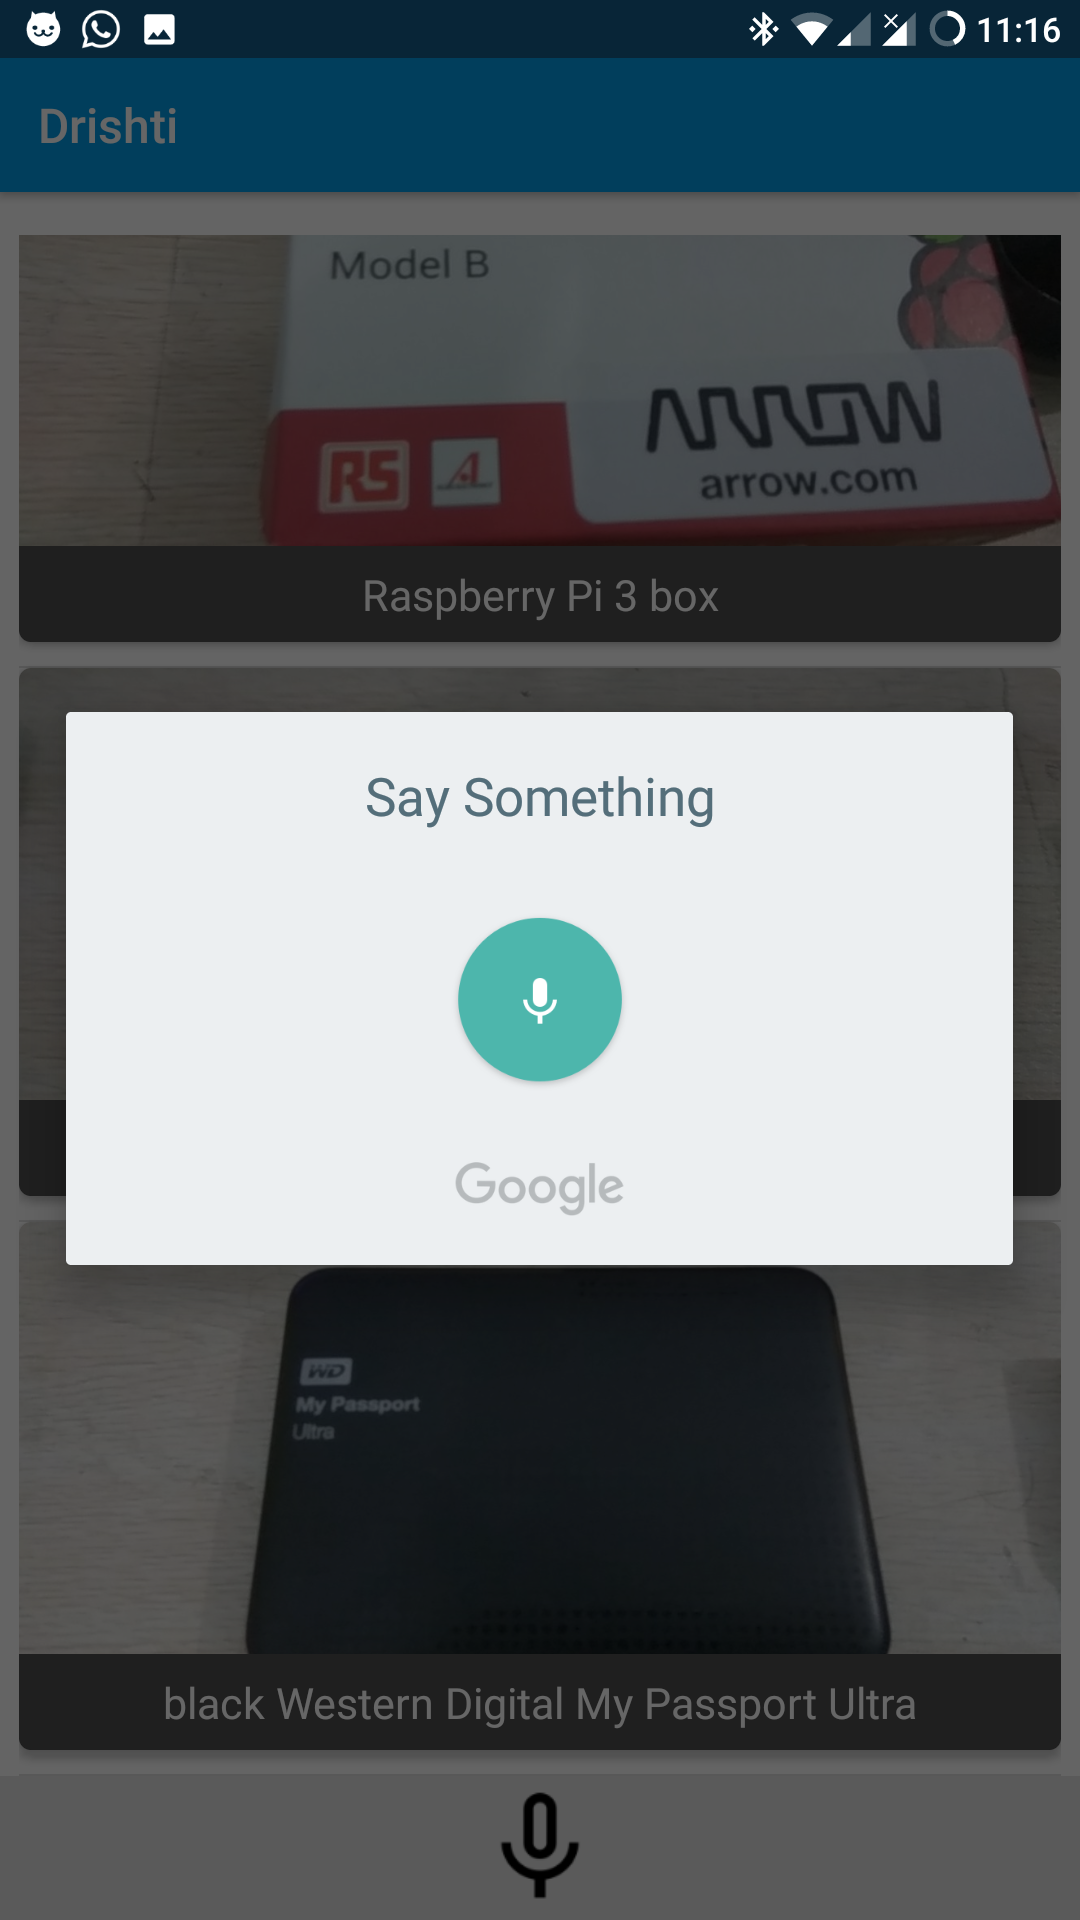 11:16
Drishti
Model B
ARROW
arrow.com
RS
A
Raspberry Pi 3 box
Say Something
Google
WD
My Passport
Ultra
black Western Digital My Passport Ultra